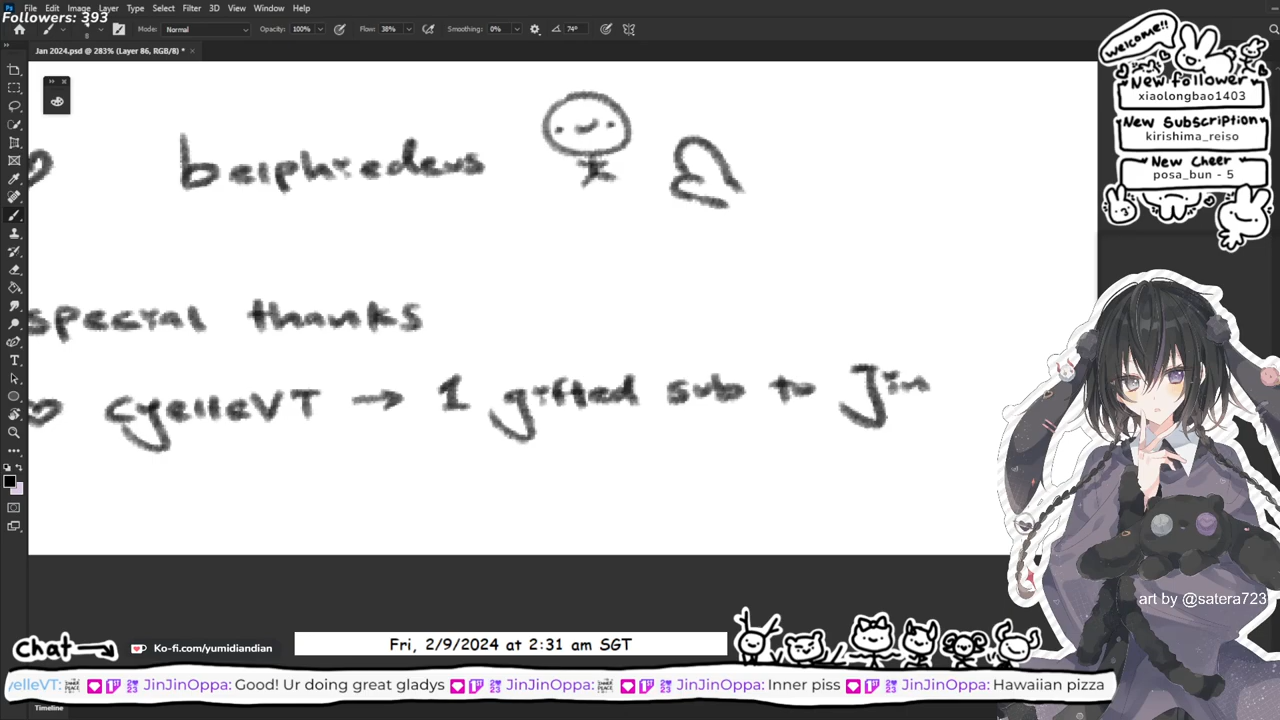 File Edit Image Layer Type Select Filter 3D View Window Help
Followers: 393
Mode: Normal Opacity: 100% Flow: 38% Smoothing: 0% 74°
Jan 2024.psd @ 283% (Layer 86, RGB/8) *
welcome!!
New follower
xiaolongbao1403
New Subscription
kirishima_reiso
New Cheer
posa_bun - 5
belphiedeus
special thanks
cyelleVT → 1 gifted sub to Jin
art by @satera723
chat Ko-fi.com/yumidiandian
Fri, 2/9/2024 at 2:31 am SGT
yelleVT: JinJinOppa: Good! Ur doing great gladys JinJinOppa: JinJinOppa: Inner piss JinJinOppa: Hawaiian pizza
Timeline